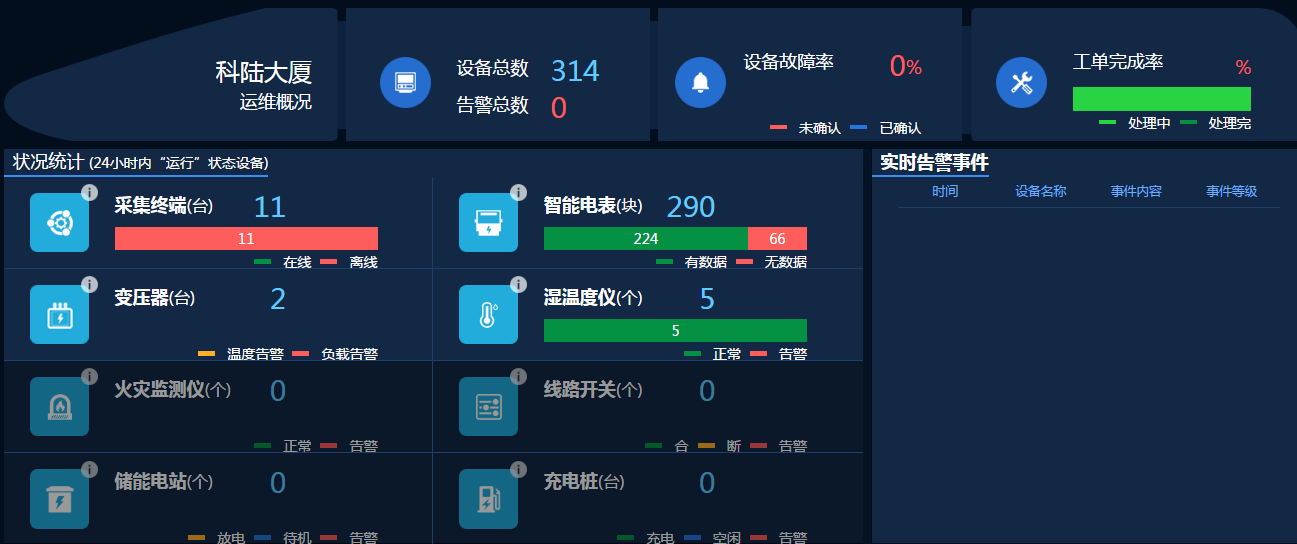 科陆大厦
运维概况
设备总数 314
告警总数 0
设备故障率 0%
未确认 已确认
工单完成率 %
处理中 处理完
状况统计 (24小时内“运行”状态设备)
采集终端(台) 11
11
在线 离线
智能电表(块) 290
224 66
有数据 无数据
变压器(台) 2
温度告警 负载告警
湿温度仪(个) 5
5
正常 告警
火灾监测仪(个) 0
正常 告警
线路开关(个) 0
合 断 告警
储能电站(个) 0
放电 待机 告警
充电桩(台) 0
充电 空闲 告警
实时告警事件
时间 设备名称 事件内容 事件等级